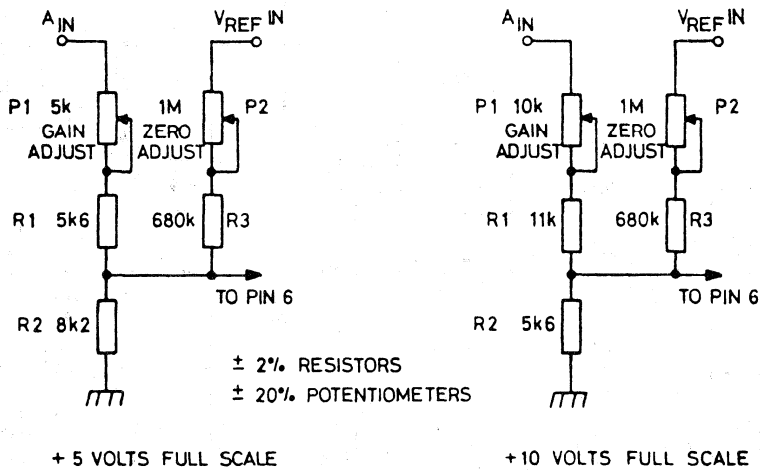 A IN
VREF IN
P1 5k
GAIN
ADJUST
1M
ZERO
ADJUST
P2
R1 5k6
680k R3
TO PIN 6
R2 8k2
+ 5 VOLTS FULL SCALE
± 2% RESISTORS
± 20% POTENTIOMETERS
A IN
VREF IN
P1 10k
GAIN
ADJUST
1M
ZERO
ADJUST
P2
R1 11k
680k R3
TO PIN 6
R2 5k6
+10 VOLTS FULL SCALE